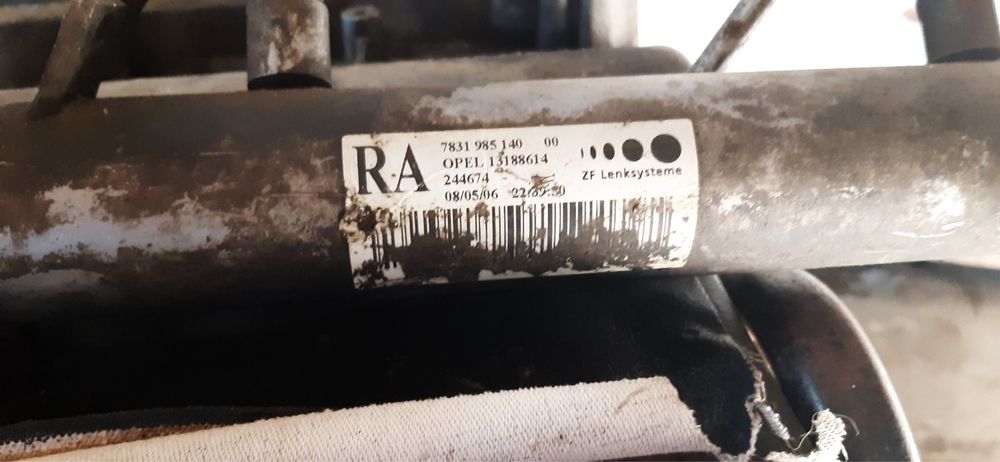 RA
7831 985 140 00
OPEL 13188614
244674
08/05/06
ZF Lenksysteme